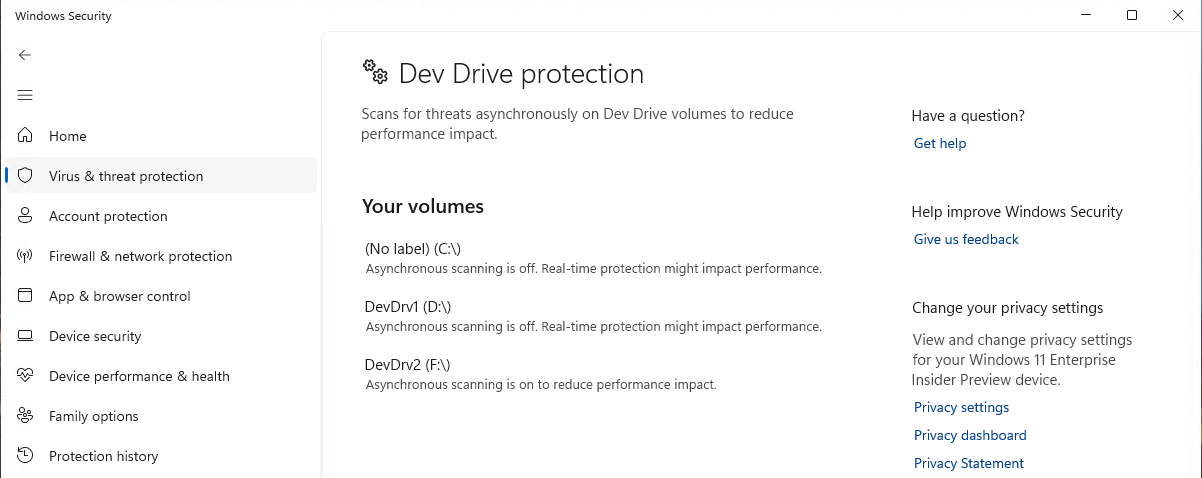 Windows Security
Home
Virus & threat protection
Account protection
Firewall & network protection
App & browser control
Device security
Device performance & health
Family options
Protection history
Dev Drive protection
Scans for threats asynchronously on Dev Drive volumes to reduce
performance impact.
Your volumes
(No label) (C:\)
Asynchronous scanning is off. Real-time protection might impact performance.
DevDrv1 (D:\)
Asynchronous scanning is off. Real-time protection might impact performance.
DevDrv2 (F:\)
Asynchronous scanning is on to reduce performance impact.
Have a question?
Get help
Help improve Windows Security
Give us feedback
Change your privacy settings
View and change privacy settings
for your Windows 11 Enterprise
Insider Preview device.
Privacy settings
Privacy dashboard
Privacy Statement